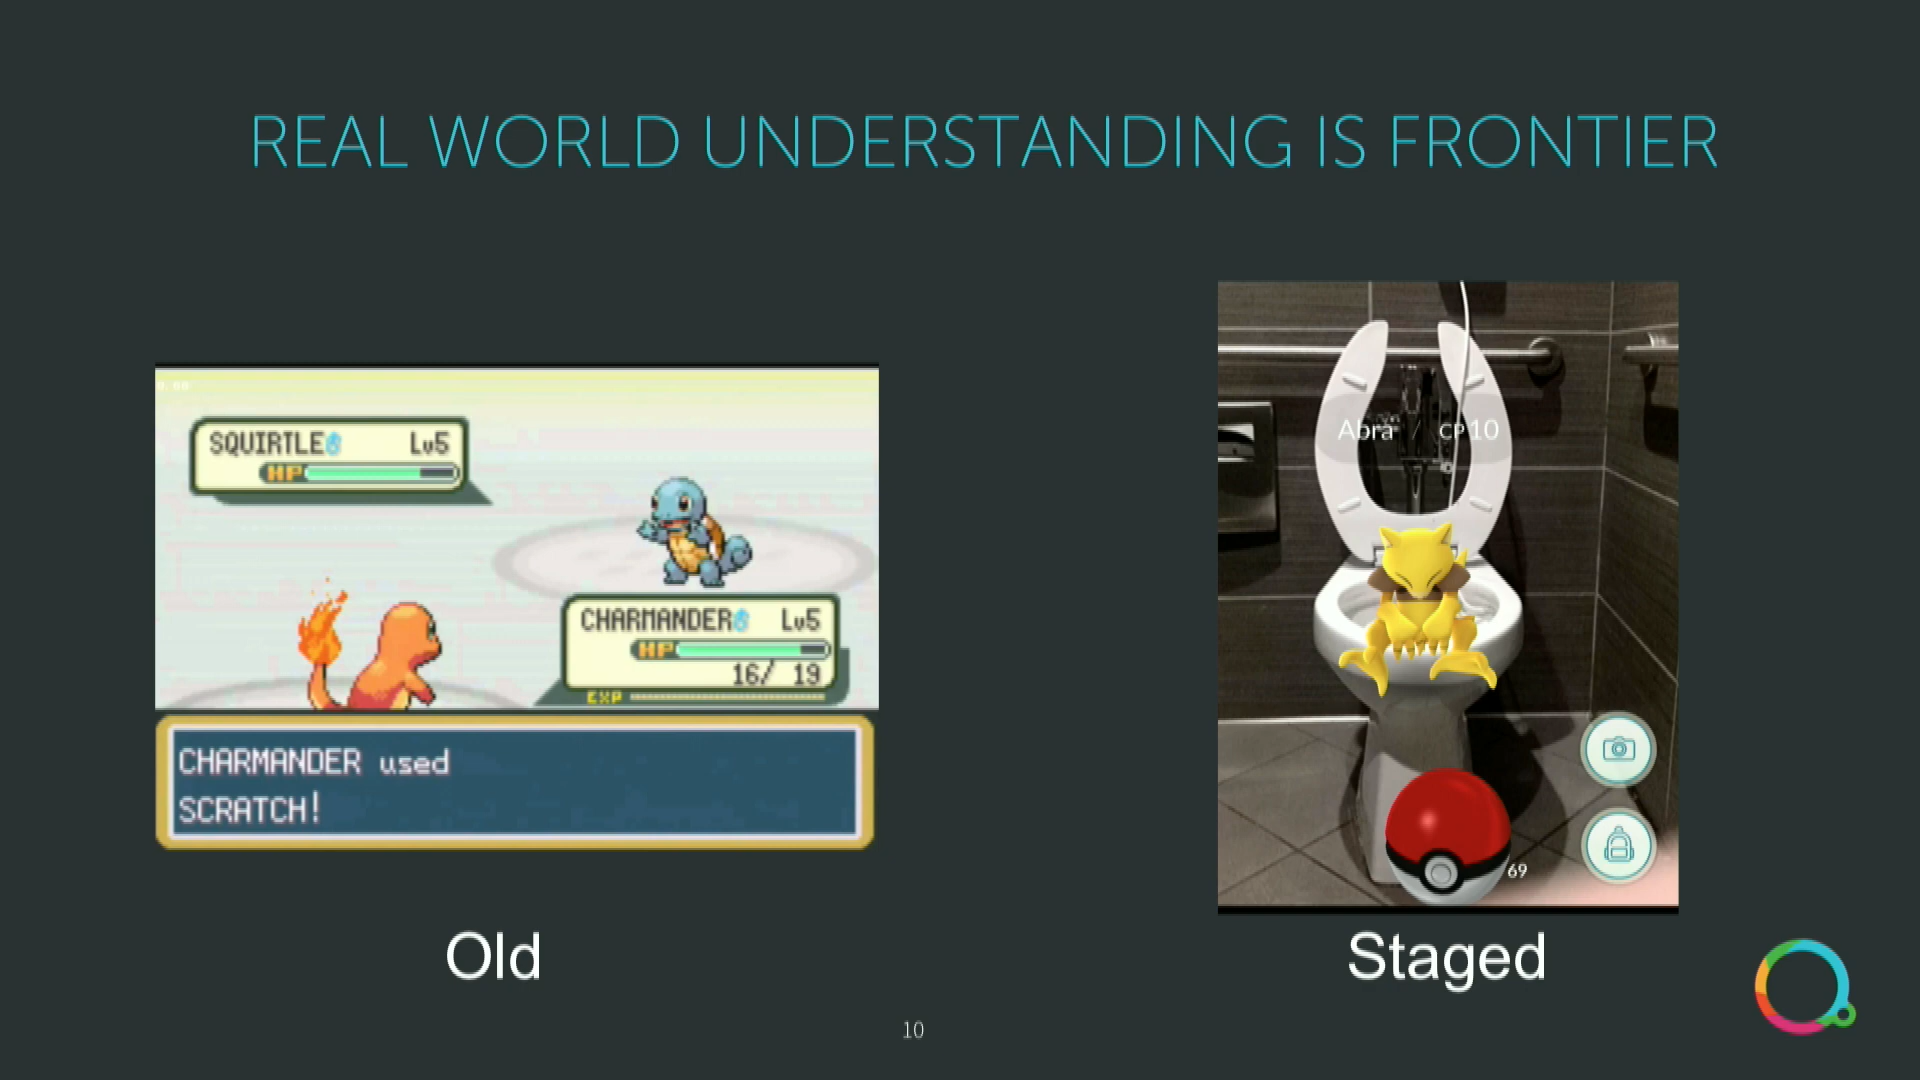 REAL WORLD UNDERSTANDING IS FRONTIER
SQUIRTLE♂ Lv5
HP
CHARMANDER♂ Lv5
HP
16/ 19
EXP
CHARMANDER used
SCRATCH!
Abra / CP10
69
Old
Staged
10